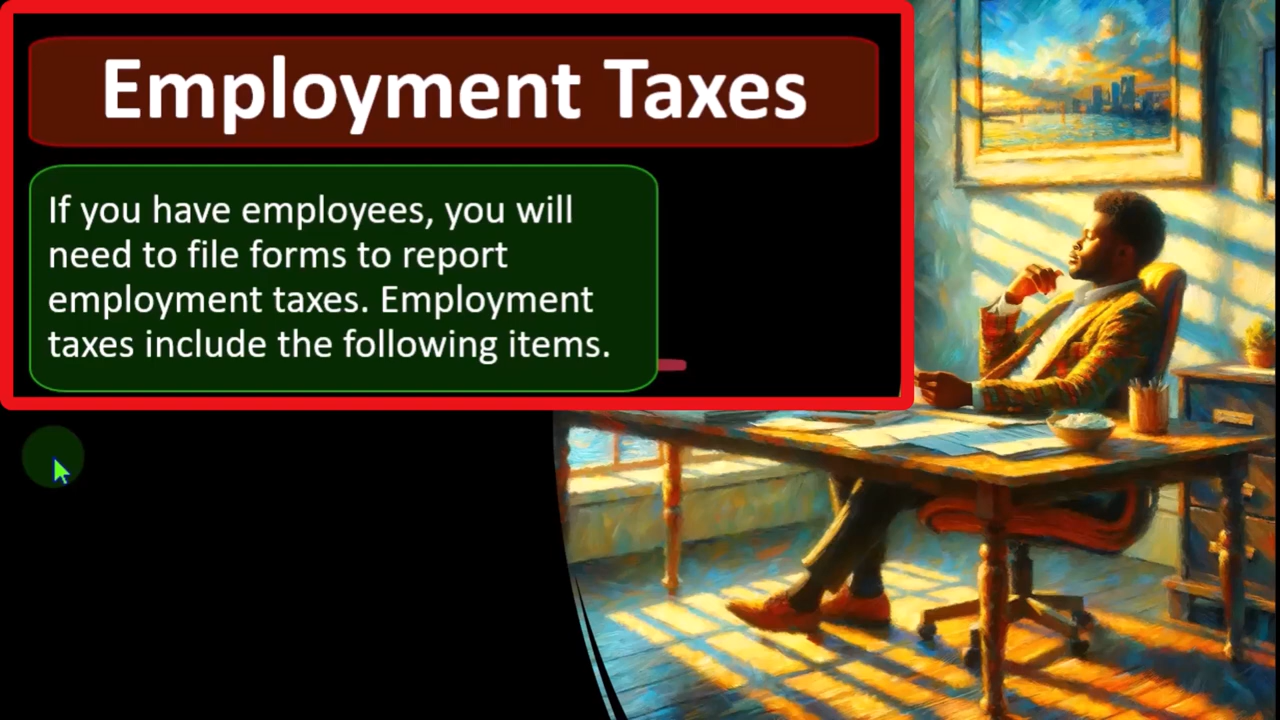 Employment Taxes
If you have employees, you will
need to file forms to report
employment taxes. Employment
taxes include the following items.